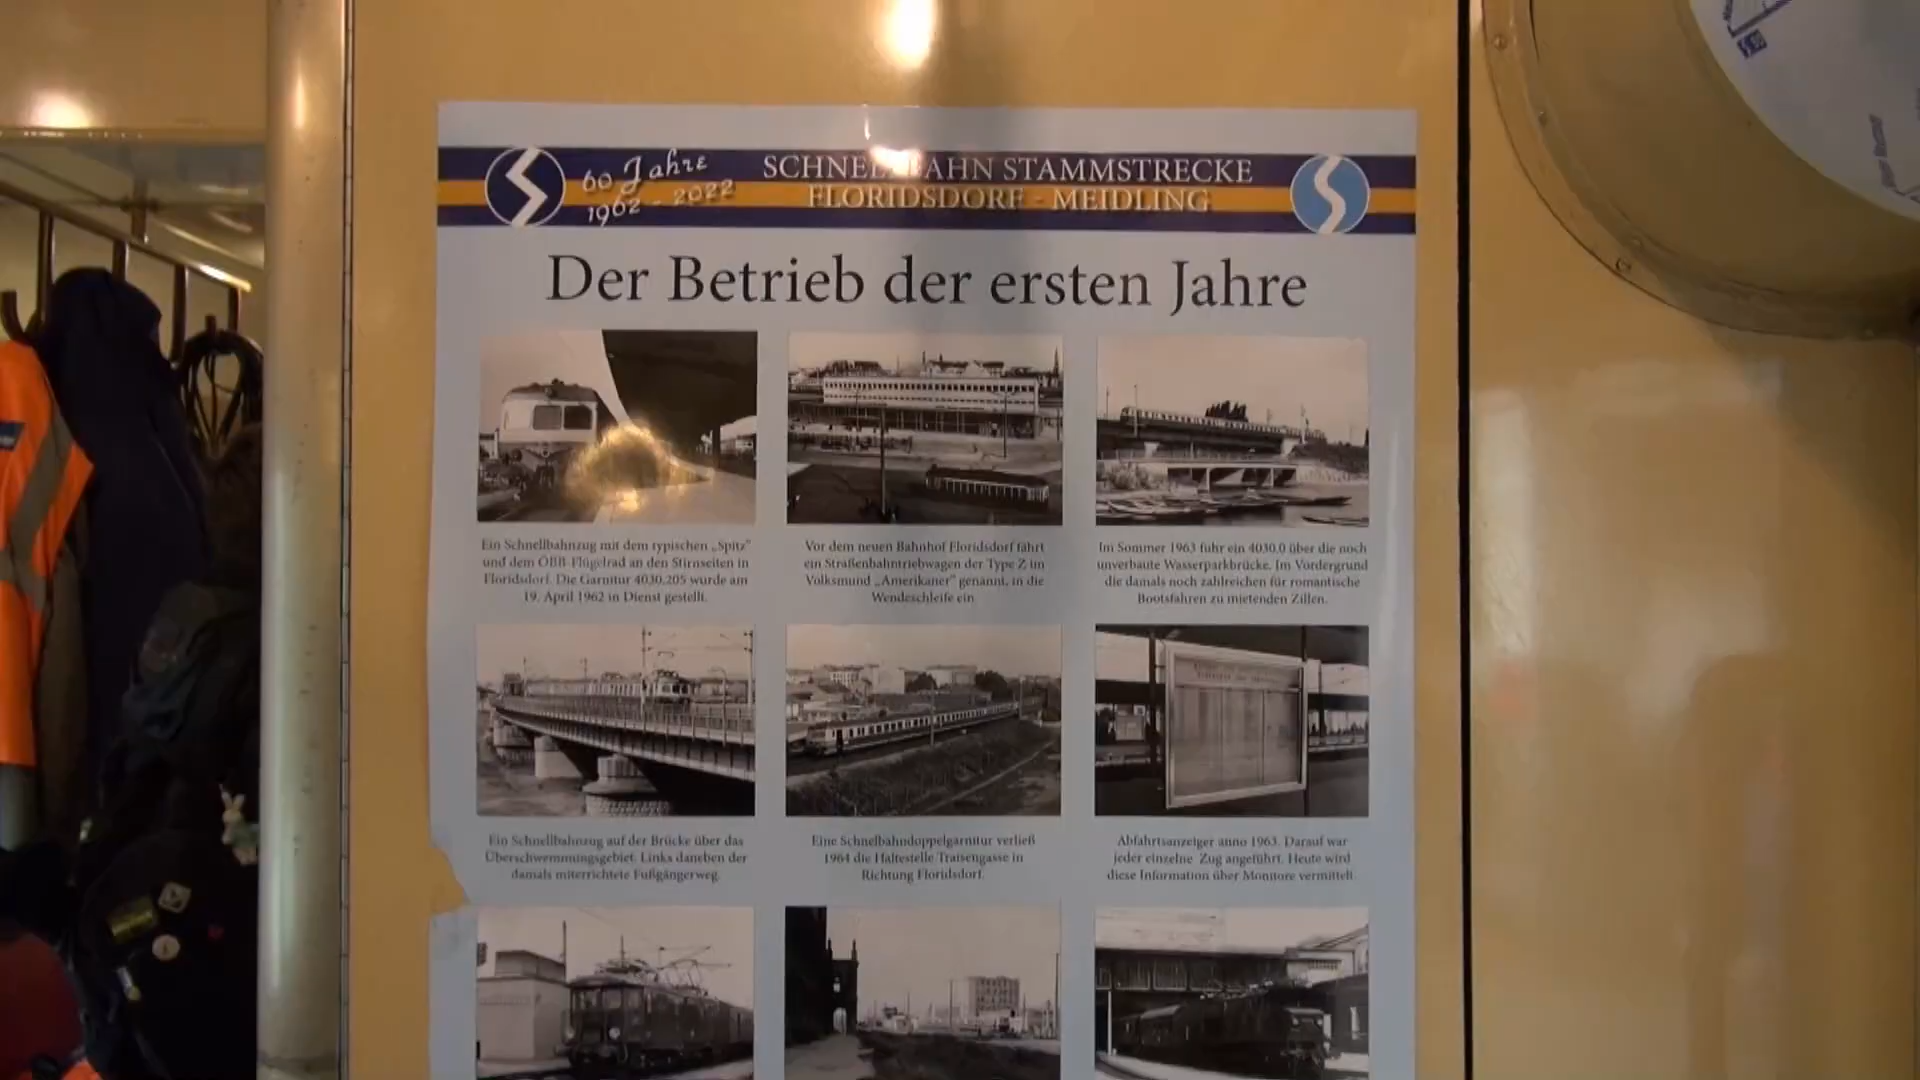 60 Jahre
1962 - 2022
SCHNELLBAHN STAMMSTRECKE
FLORIDSDORF - MEIDLING
Der Betrieb der ersten Jahre
Ein Schnellbahnzug mit dem typischen „Spitz“
und dem ÖBB-Flügelrad an den Stirnseiten in
Floridsdorf. Die Garnitur 4030.205 wurde am
19. April 1962 in Dienst gestellt.
Vor dem neuen Bahnhof Floridsdorf fährt
ein Straßenbahntriebwagen der Type Z im
Volksmund „Amerikaner“ genannt, in die
Wendeschleife ein.
Im Sommer 1963 fuhr ein 4030.0 über die noch
unverbaute Wasserparkbrücke. Im Vordergrund
die damals noch zahlreichen für romantische
Bootsfahren zu mietenden Zillen.
Ein Schnellbahnzug auf der Brücke über das
Überschwemmungsgebiet. Links daneben der
damals miterrichtete Fußgängerweg.
Eine Schnelbahndoppelgarnitur verließ
1964 die Haltestelle Traisengasse in
Richtung Floridsdorf.
Abfahrtsanzeiger anno 1963. Darauf war
jeder einzelne Zug angeführt. Heute wird
diese Information über Monitore vermittelt.